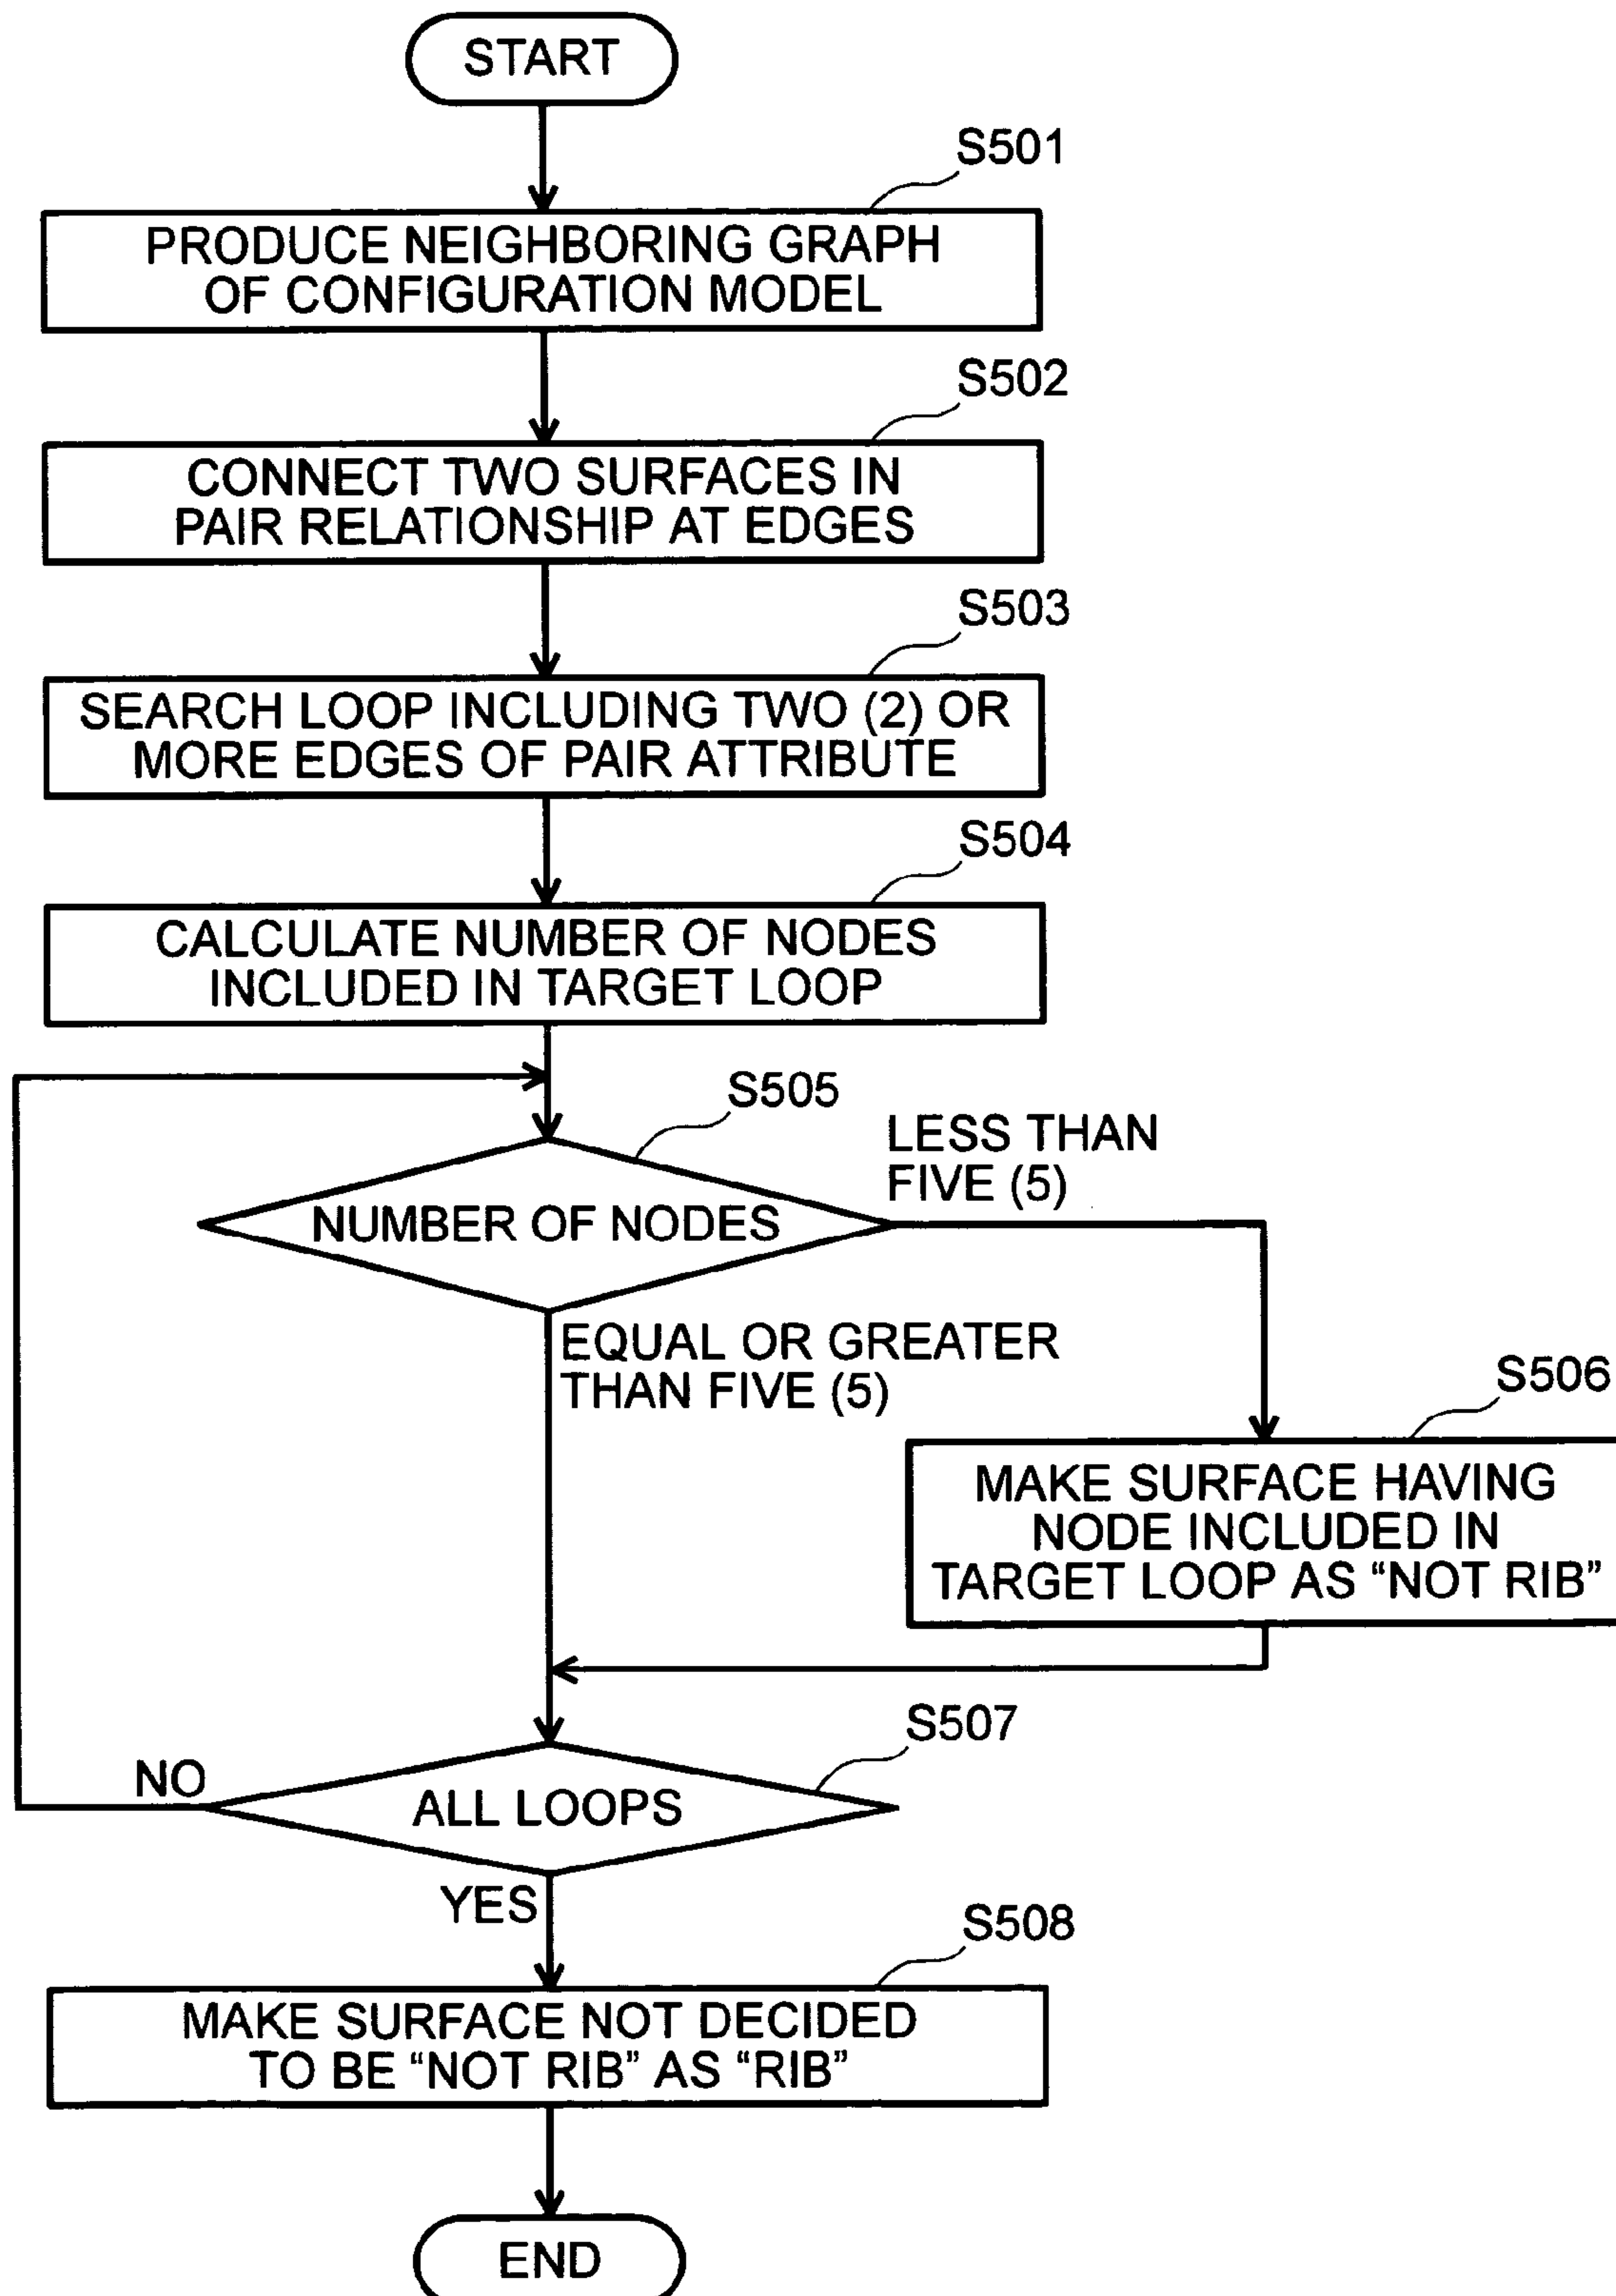 START
S501
PRODUCE NEIGHBORING GRAPH
OF CONFIGURATION MODEL
S502
CONNECT TWO SURFACES IN
PAIR RELATIONSHIP AT EDGES
S503
SEARCH LOOP INCLUDING TWO (2) OR
MORE EDGES OF PAIR ATTRIBUTE
S504
CALCULATE NUMBER OF NODES
INCLUDED IN TARGET LOOP
S505
LESS THAN
FIVE (5)
NUMBER OF NODES
EQUAL OR GREATER
THAN FIVE (5)
S506
MAKE SURFACE HAVING
NODE INCLUDED IN
TARGET LOOP AS “NOT RIB”
S507
NO
ALL LOOPS
YES
S508
MAKE SURFACE NOT DECIDED
TO BE “NOT RIB” AS “RIB”
END